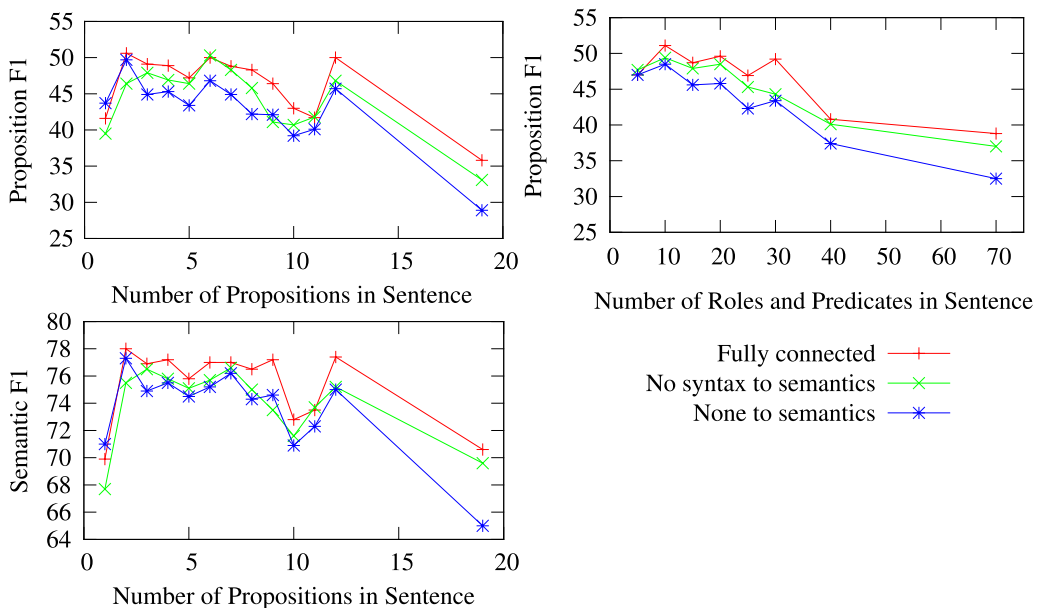 55
50
45
40
35
30
25
Proposition F1
0 5 10 15 20
Number of Propositions in Sentence
55
50
45
40
35
30
25
Proposition F1
0 10 20 30 40 50 60 70
Number of Roles and Predicates in Sentence
80
78
76
74
72
70
68
66
64
Semantic F1
0 5 10 15 20
Number of Propositions in Sentence
Fully connected
No syntax to semantics
None to semantics